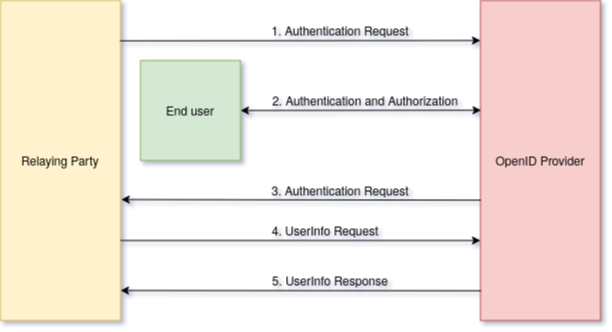 1. Authentication Request
End user
2. Authentication and Authorization
Relaying Party
OpenID Provider
3. Authentication Request
4. UserInfo Request
5. UserInfo Response